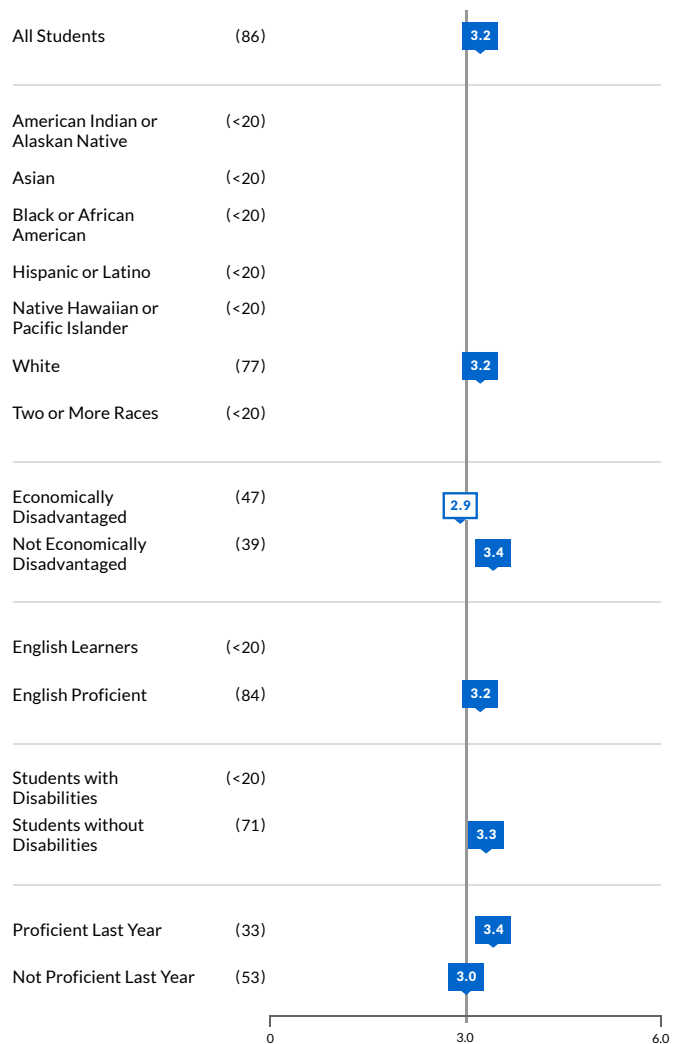 All Students (86) 3.2
American Indian or (<20)
Alaskan Native
Asian (<20)
Black or African (<20)
American
Hispanic or Latino (<20)
Native Hawaiian or (<20)
Pacific Islander
White (77) 3.2
Two or More Races (<20)
Economically (47) 2.9
Disadvantaged
Not Economically (39) 3.4
Disadvantaged
English Learners (<20)
English Proficient (84) 3.2
Students with (<20)
Disabilities
Students without (71) 3.3
Disabilities
Proficient Last Year (33) 3.4
Not Proficient Last Year (53) 3.0
0 3.0 6.0